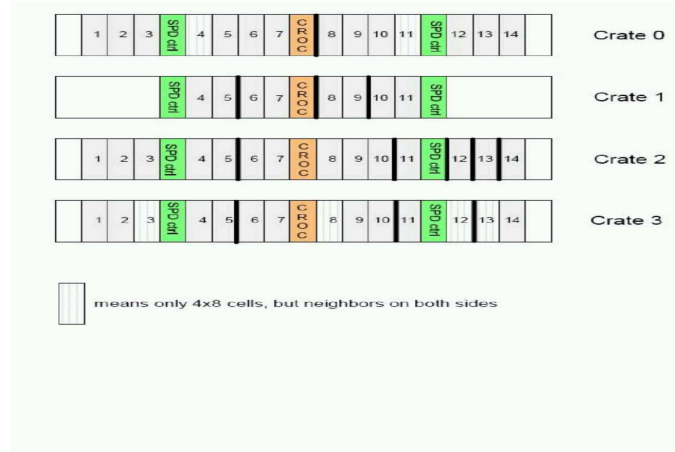 1 2 3 SPD ctrl 4 5 6 7 CROC 8 9 10 11 SPD ctrl 12 13 14 Crate 0
SPD ctrl 4 5 6 7 CROC 8 9 10 11 SPD ctrl Crate 1
1 2 3 SPD ctrl 4 5 6 7 CROC 8 9 10 11 SPD ctrl 12 13 14 Crate 2
1 2 3 SPD ctrl 4 5 6 7 CROC 8 9 10 11 SPD ctrl 12 13 14 Crate 3
means only 4x8 cells, but neighbors on both sides